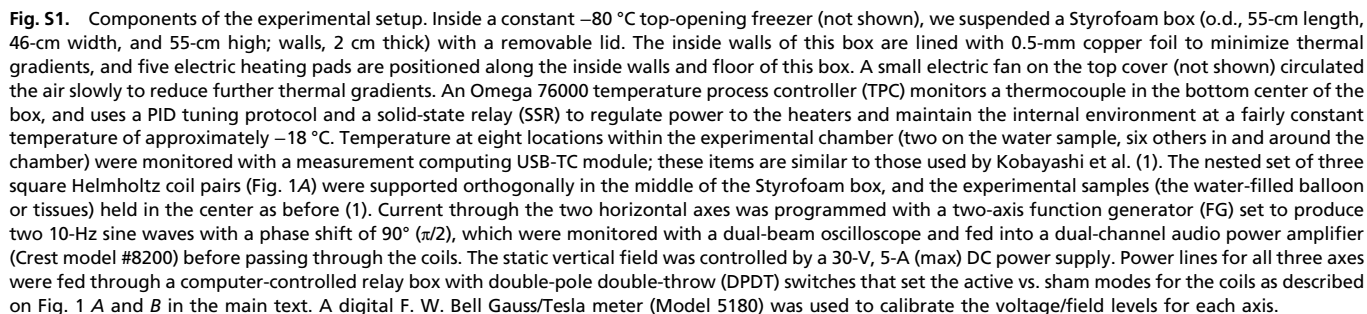 Fig. S1. Components of the experimental setup. Inside a constant −80 °C top-opening freezer (not shown), we suspended a Styrofoam box (o.d., 55-cm length,
46-cm width, and 55-cm high; walls, 2 cm thick) with a removable lid. The inside walls of this box are lined with 0.5-mm copper foil to minimize thermal
gradients, and five electric heating pads are positioned along the inside walls and floor of this box. A small electric fan on the top cover (not shown) circulated
the air slowly to reduce further thermal gradients. An Omega 76000 temperature process controller (TPC) monitors a thermocouple in the bottom center of the
box, and uses a PID tuning protocol and a solid-state relay (SSR) to regulate power to the heaters and maintain the internal environment at a fairly constant
temperature of approximately −18 °C. Temperature at eight locations within the experimental chamber (two on the water sample, six others in and around the
chamber) were monitored with a measurement computing USB-TC module; these items are similar to those used by Kobayashi et al. (1). The nested set of three
square Helmholtz coil pairs (Fig. 1A) were supported orthogonally in the middle of the Styrofoam box, and the experimental samples (the water-filled balloon
or tissues) held in the center as before (1). Current through the two horizontal axes was programmed with a two-axis function generator (FG) set to produce
two 10-Hz sine waves with a phase shift of 90° (π/2), which were monitored with a dual-beam oscilloscope and fed into a dual-channel audio power amplifier
(Crest model #8200) before passing through the coils. The static vertical field was controlled by a 30-V, 5-A (max) DC power supply. Power lines for all three axes
were fed through a computer-controlled relay box with double-pole double-throw (DPDT) switches that set the active vs. sham modes for the coils as described
on Fig. 1 A and B in the main text. A digital F. W. Bell Gauss/Tesla meter (Model 5180) was used to calibrate the voltage/field levels for each axis.